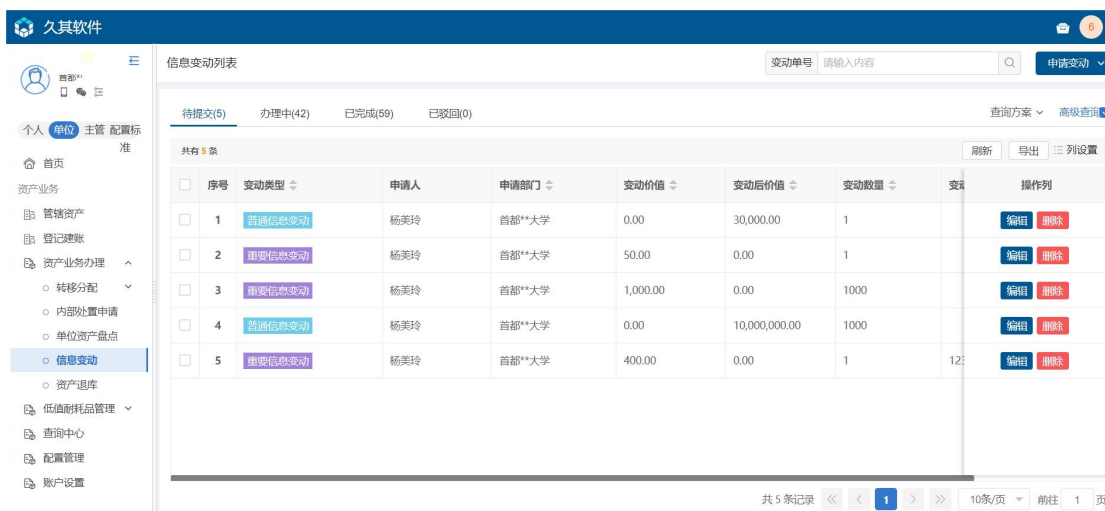 久其软件
6
首都**
个人 单位 主管 配置标准
首页
资产业务
管辖资产
登记建账
资产业务办理
转移分配
内部处置申请
单位资产盘点
信息变动
资产退库
低值耐耗品管理
查询中心
配置管理
账户设置
信息变动列表
变动单号 请输入内容
申请变动
待提交(5) 办理中(42) 已完成(59) 已驳回(0)
查询方案 高级查询
共有 5 条
刷新 导出 列设置
序号 变动类型 申请人 申请部门 变动价值 变动后价值 变动数量 变动 操作列
1 普通信息变动 杨美玲 首都**大学 0.00 30,000.00 1 编辑 删除
2 重要信息变动 杨美玲 首都**大学 50.00 0.00 1 编辑 删除
3 重要信息变动 杨美玲 首都**大学 1,000.00 0.00 1000 编辑 删除
4 普通信息变动 杨美玲 首都**大学 0.00 10,000,000.00 1000 编辑 删除
5 重要信息变动 杨美玲 首都**大学 400.00 0.00 1 12 编辑 删除
共 5 条记录 1 10条/页 前往 1 页